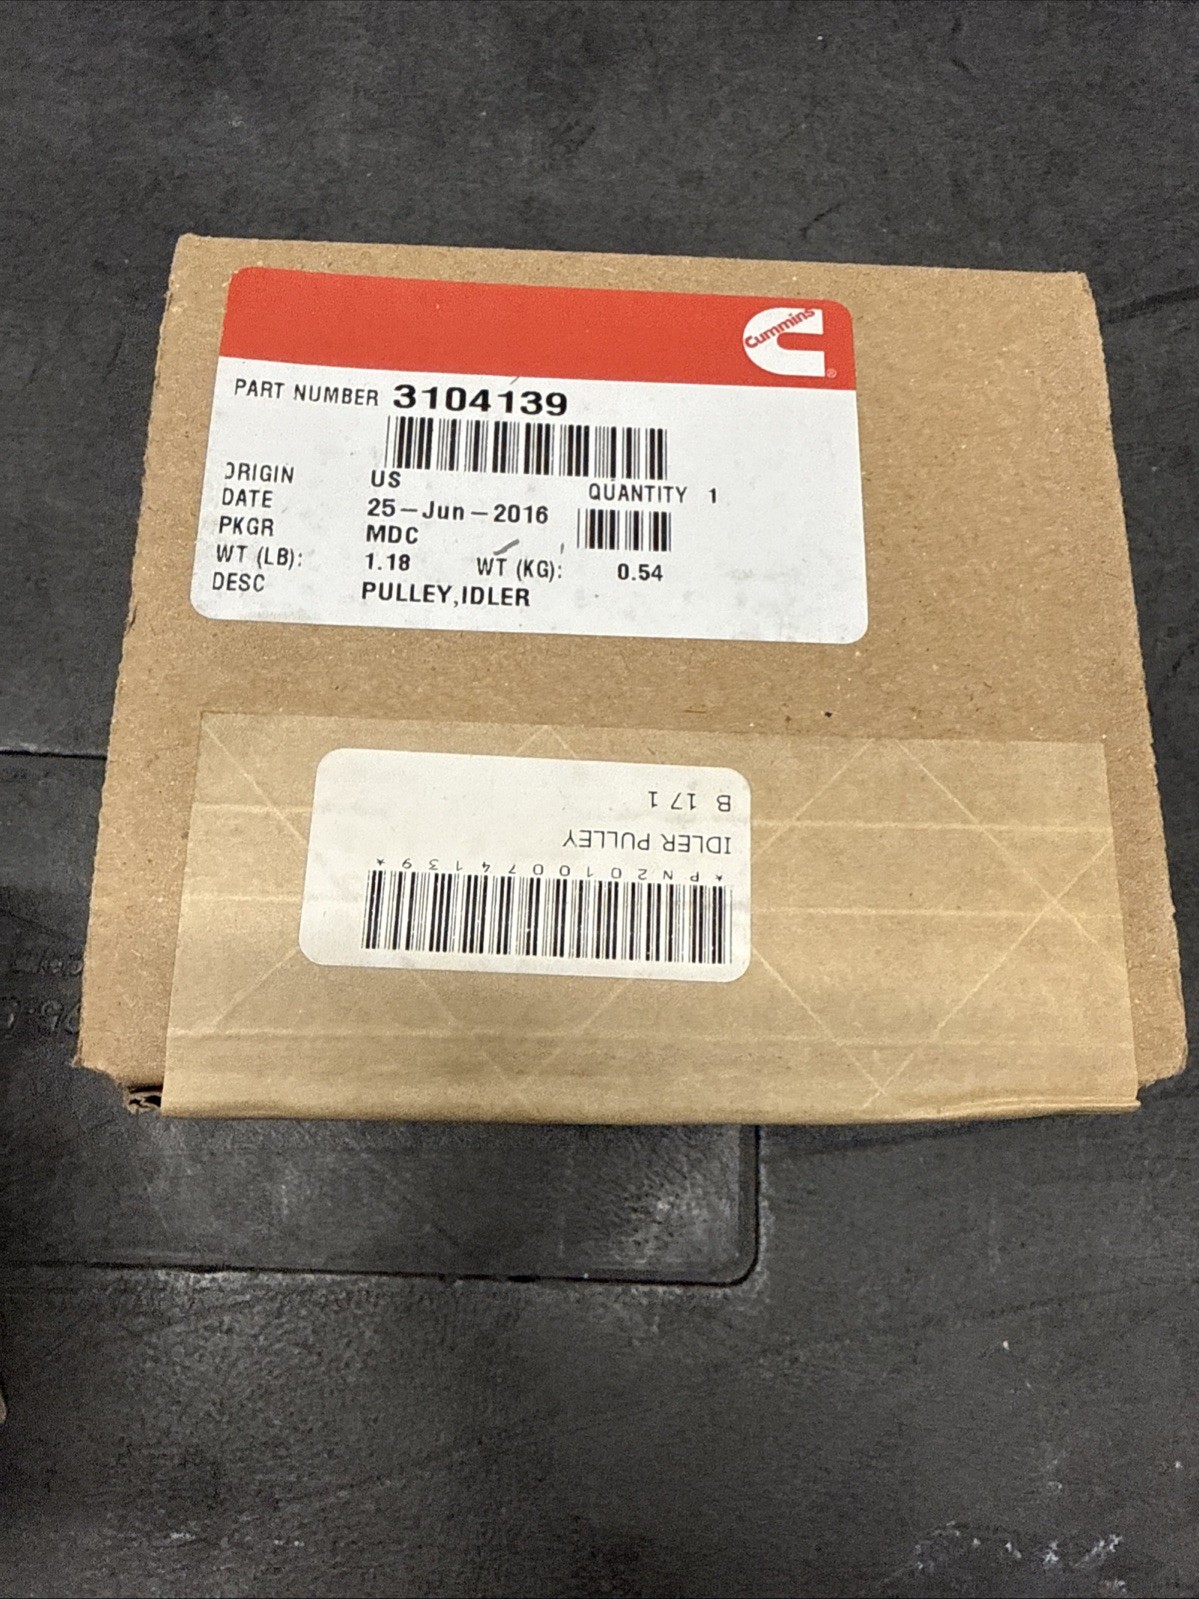 Cummins
®
PART NUMBER 3104139
ORIGIN US QUANTITY 1
DATE 25-Jun-2016
PKGR MDC
WT (LB): 1.18 WT (KG): 0.54
DESC PULLEY,IDLER
B 17 1
IDLER PULLEY
*PN2010074139*